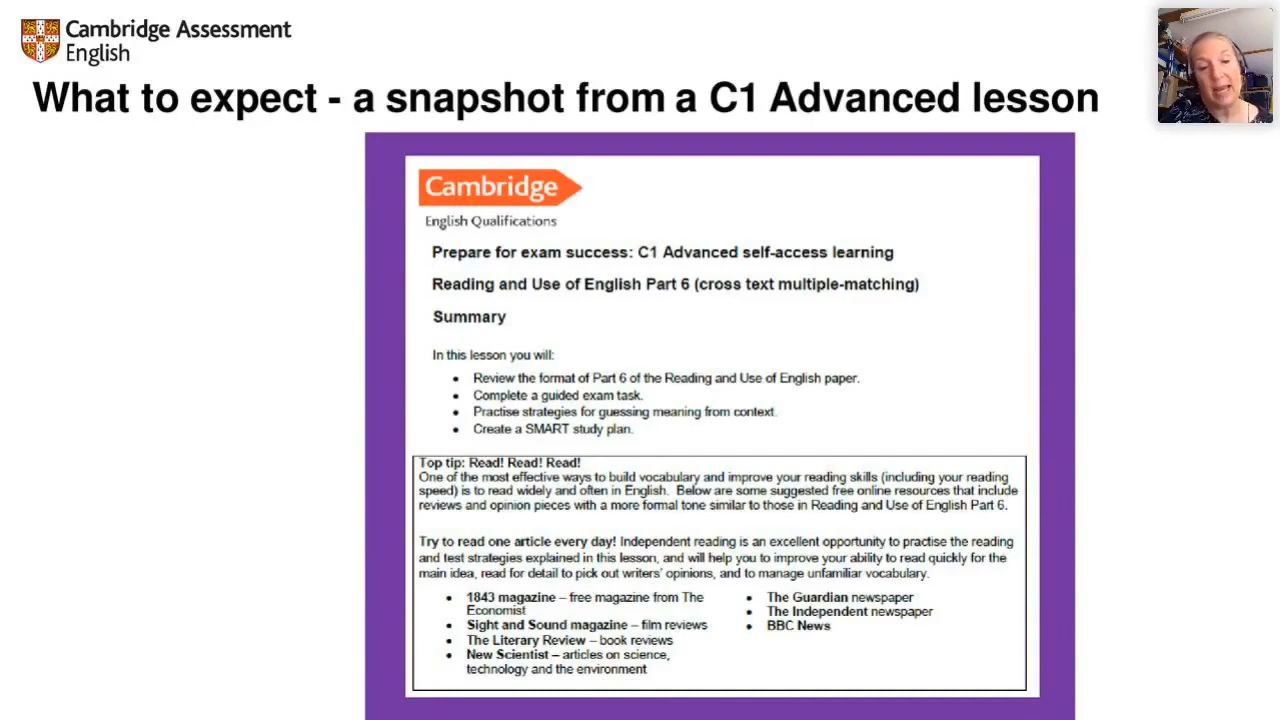 Cambridge Assessment
English
What to expect - a snapshot from a C1 Advanced lesson
Cambridge
English Qualifications
Prepare for exam success: C1 Advanced self-access learning
Reading and Use of English Part 6 (cross text multiple-matching)
Summary
In this lesson you will:
• Review the format of Part 6 of the Reading and Use of English paper.
• Complete a guided exam task.
• Practise strategies for guessing meaning from context.
• Create a SMART study plan.
Top tip: Read! Read! Read!
One of the most effective ways to build vocabulary and improve your reading skills (including your reading
speed) is to read widely and often in English. Below are some suggested free online resources that include
reviews and opinion pieces with a more formal tone similar to those in Reading and Use of English Part 6.
Try to read one article every day! Independent reading is an excellent opportunity to practise the reading
and test strategies explained in this lesson, and will help you to improve your ability to read quickly for the
main idea, read for detail to pick out writers' opinions, and to manage unfamiliar vocabulary.
• 1843 magazine – free magazine from The
Economist
• Sight and Sound magazine – film reviews
• The Literary Review – book reviews
• New Scientist – articles on science,
technology and the environment
• The Guardian newspaper
• The Independent newspaper
• BBC News